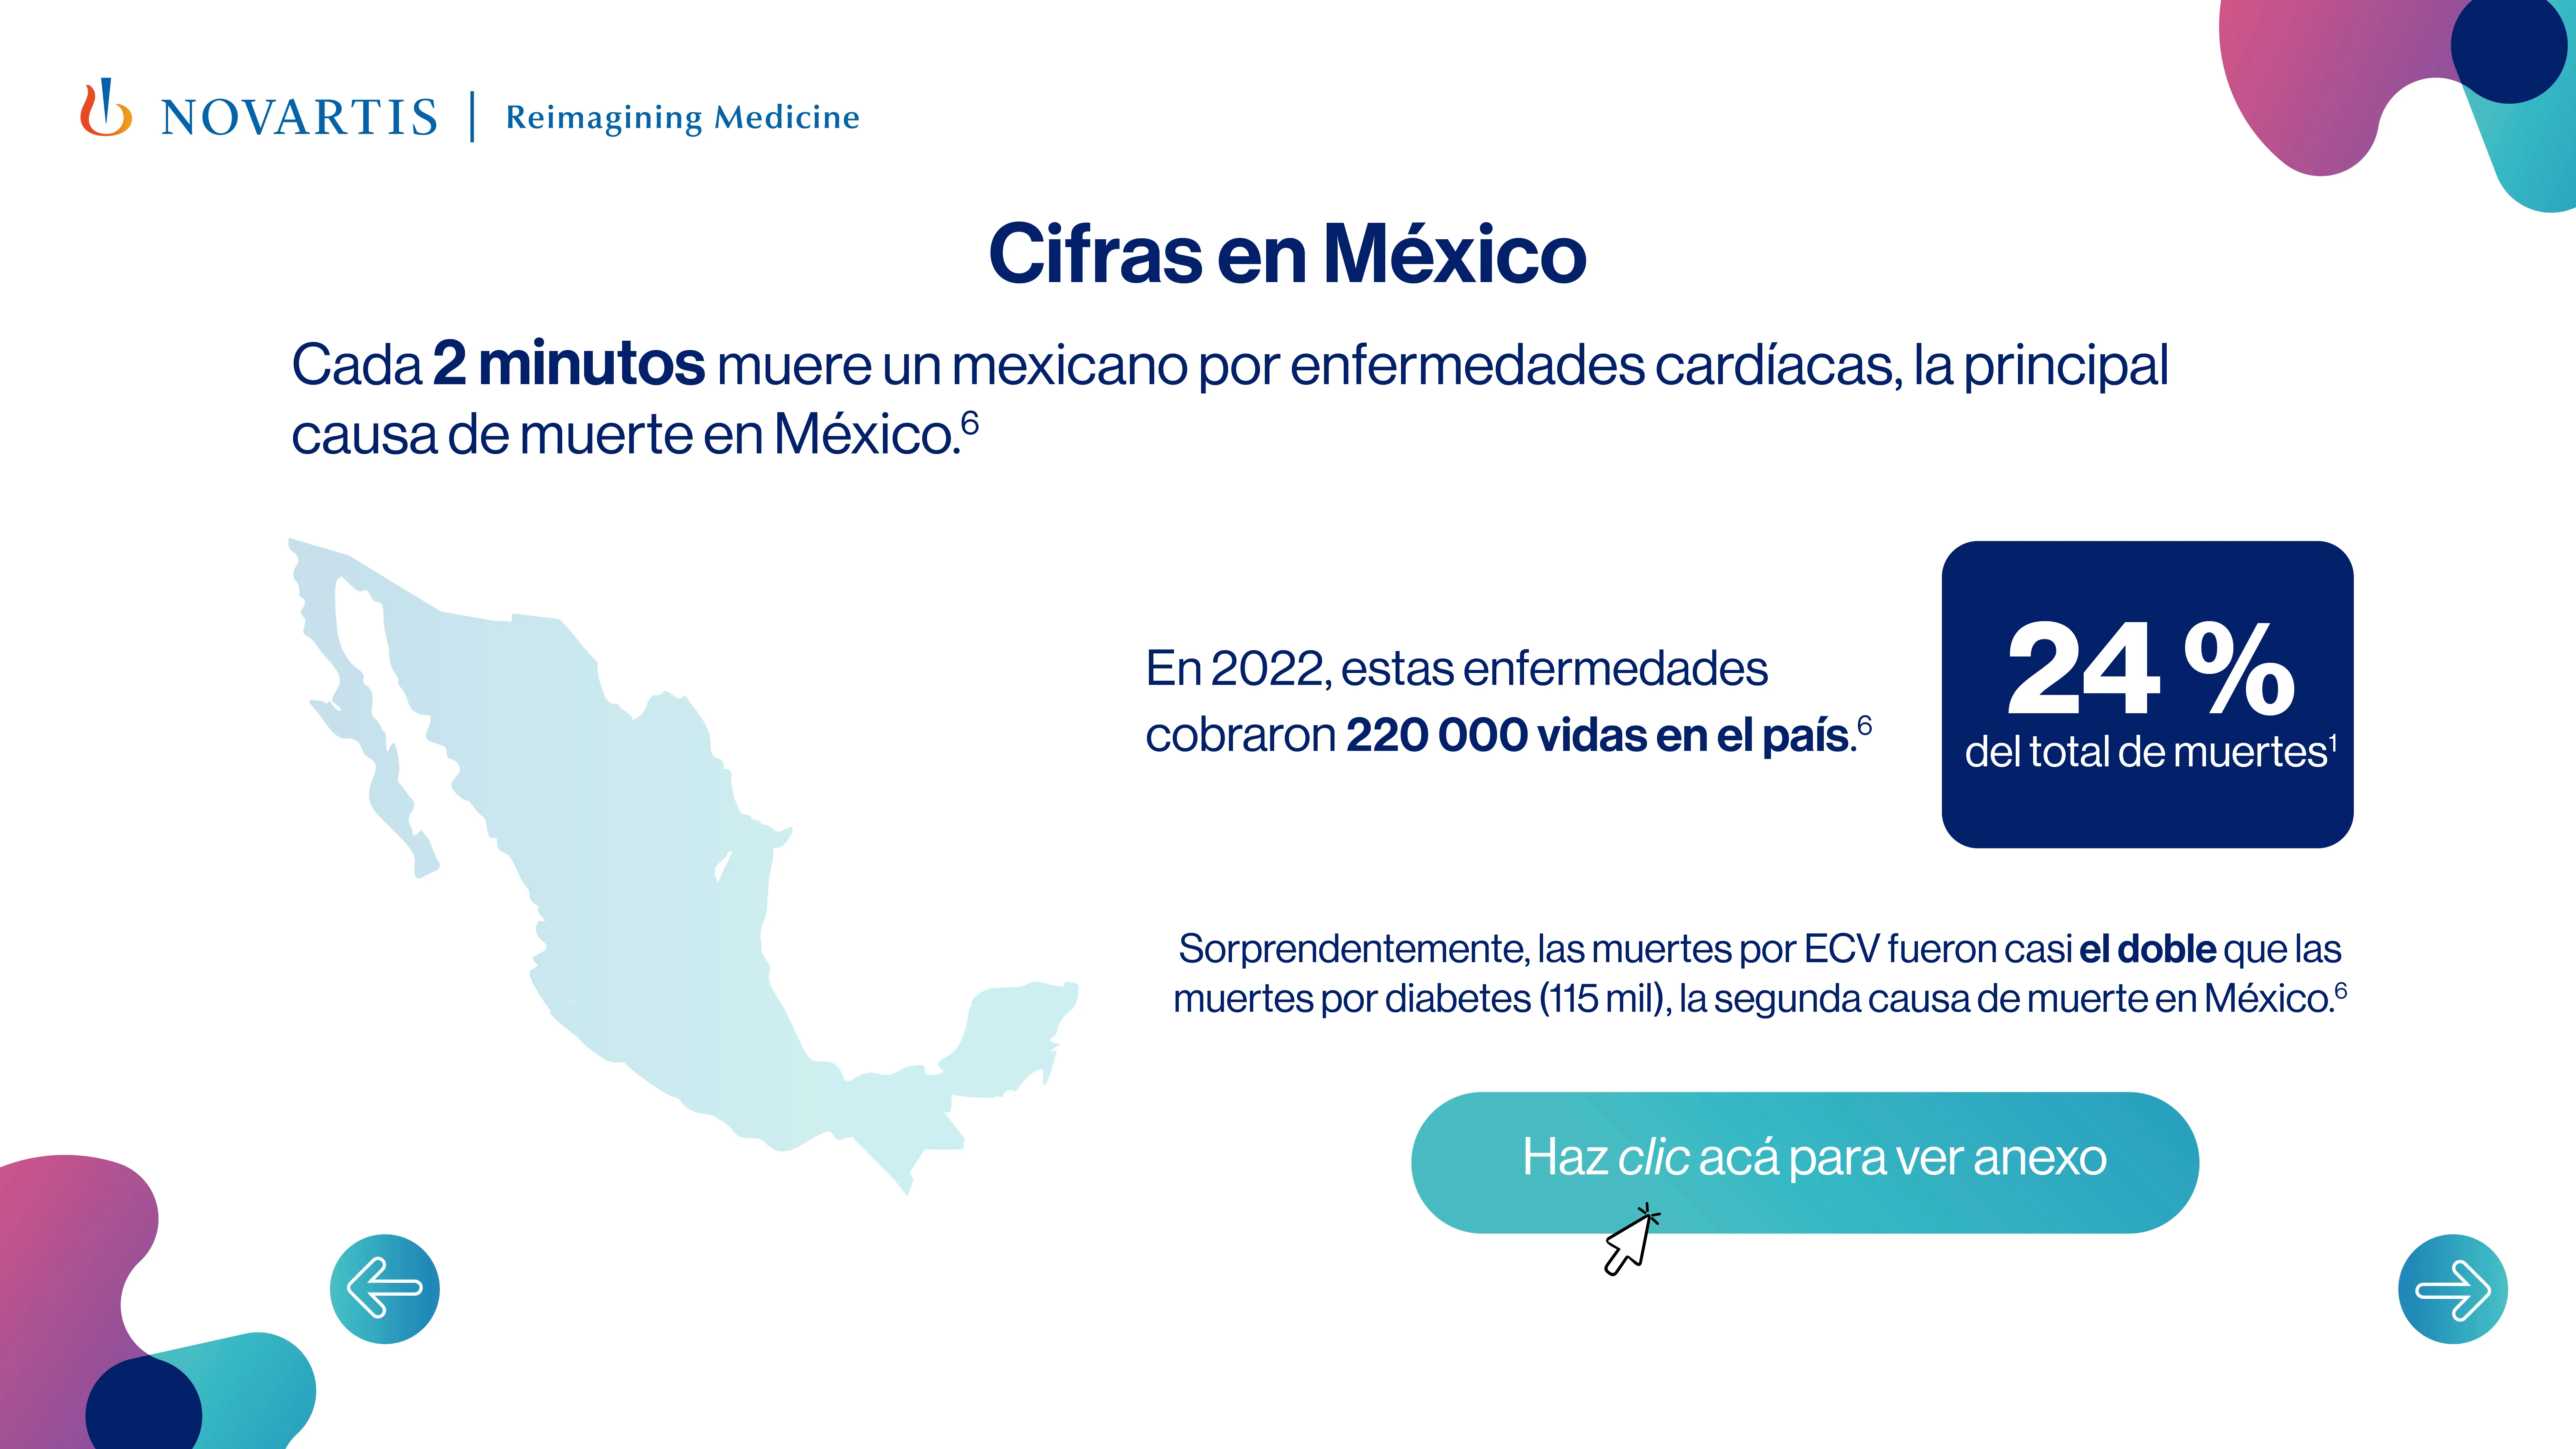 NOVARTIS | Reimagining Medicine
Cifras en México
Cada 2 minutos muere un mexicano por enfermedades cardíacas, la principal
causa de muerte en México.⁶
En 2022, estas enfermedades
cobraron 220 000 vidas en el país.⁶
24 %
del total de muertes¹
Sorprendentemente, las muertes por ECV fueron casi el doble que las
muertes por diabetes (115 mil), la segunda causa de muerte en México.⁶
Haz clic acá para ver anexo